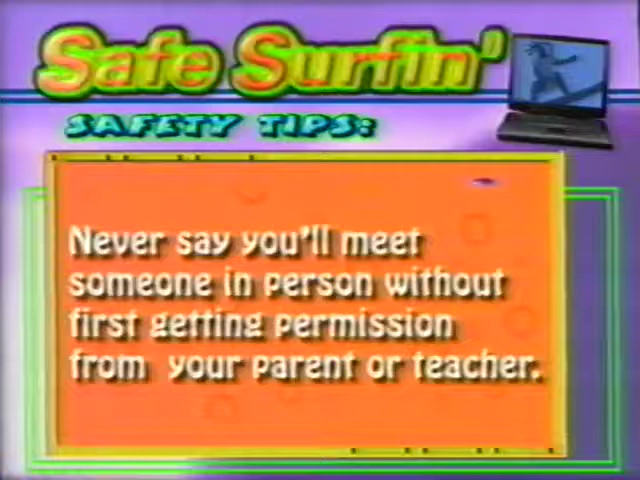 Safe Surfin'
SAFETY TIPS:
Never say you'll meet
someone in person without
first getting permission
from your parent or teacher.